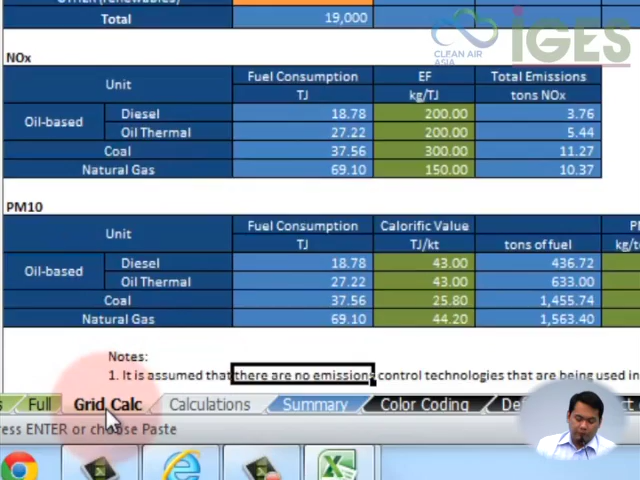 OTHER (renewables)
Total 19,000
CLEAN AIR
ASIA
IGES
NOx
Unit Fuel Consumption EF Total Emissions
TJ kg/TJ tons NOx
Oil-based Diesel 18.78 200.00 3.76
Oil Thermal 27.22 200.00 5.44
Coal 37.56 300.00 11.27
Natural Gas 69.10 150.00 10.37
PM10
Unit Fuel Consumption Calorific Value
TJ TJ/kt tons of fuel
Oil-based Diesel 18.78 43.00 436.72
Oil Thermal 27.22 43.00 633.00
Coal 37.56 25.80 1,455.74
Natural Gas 69.10 44.20 1,563.40
Notes:
1. It is assumed that there are no emissions control technologies that are being used in
Full Grid Calc Calculations Summary Color Coding
ENTER or choose Paste